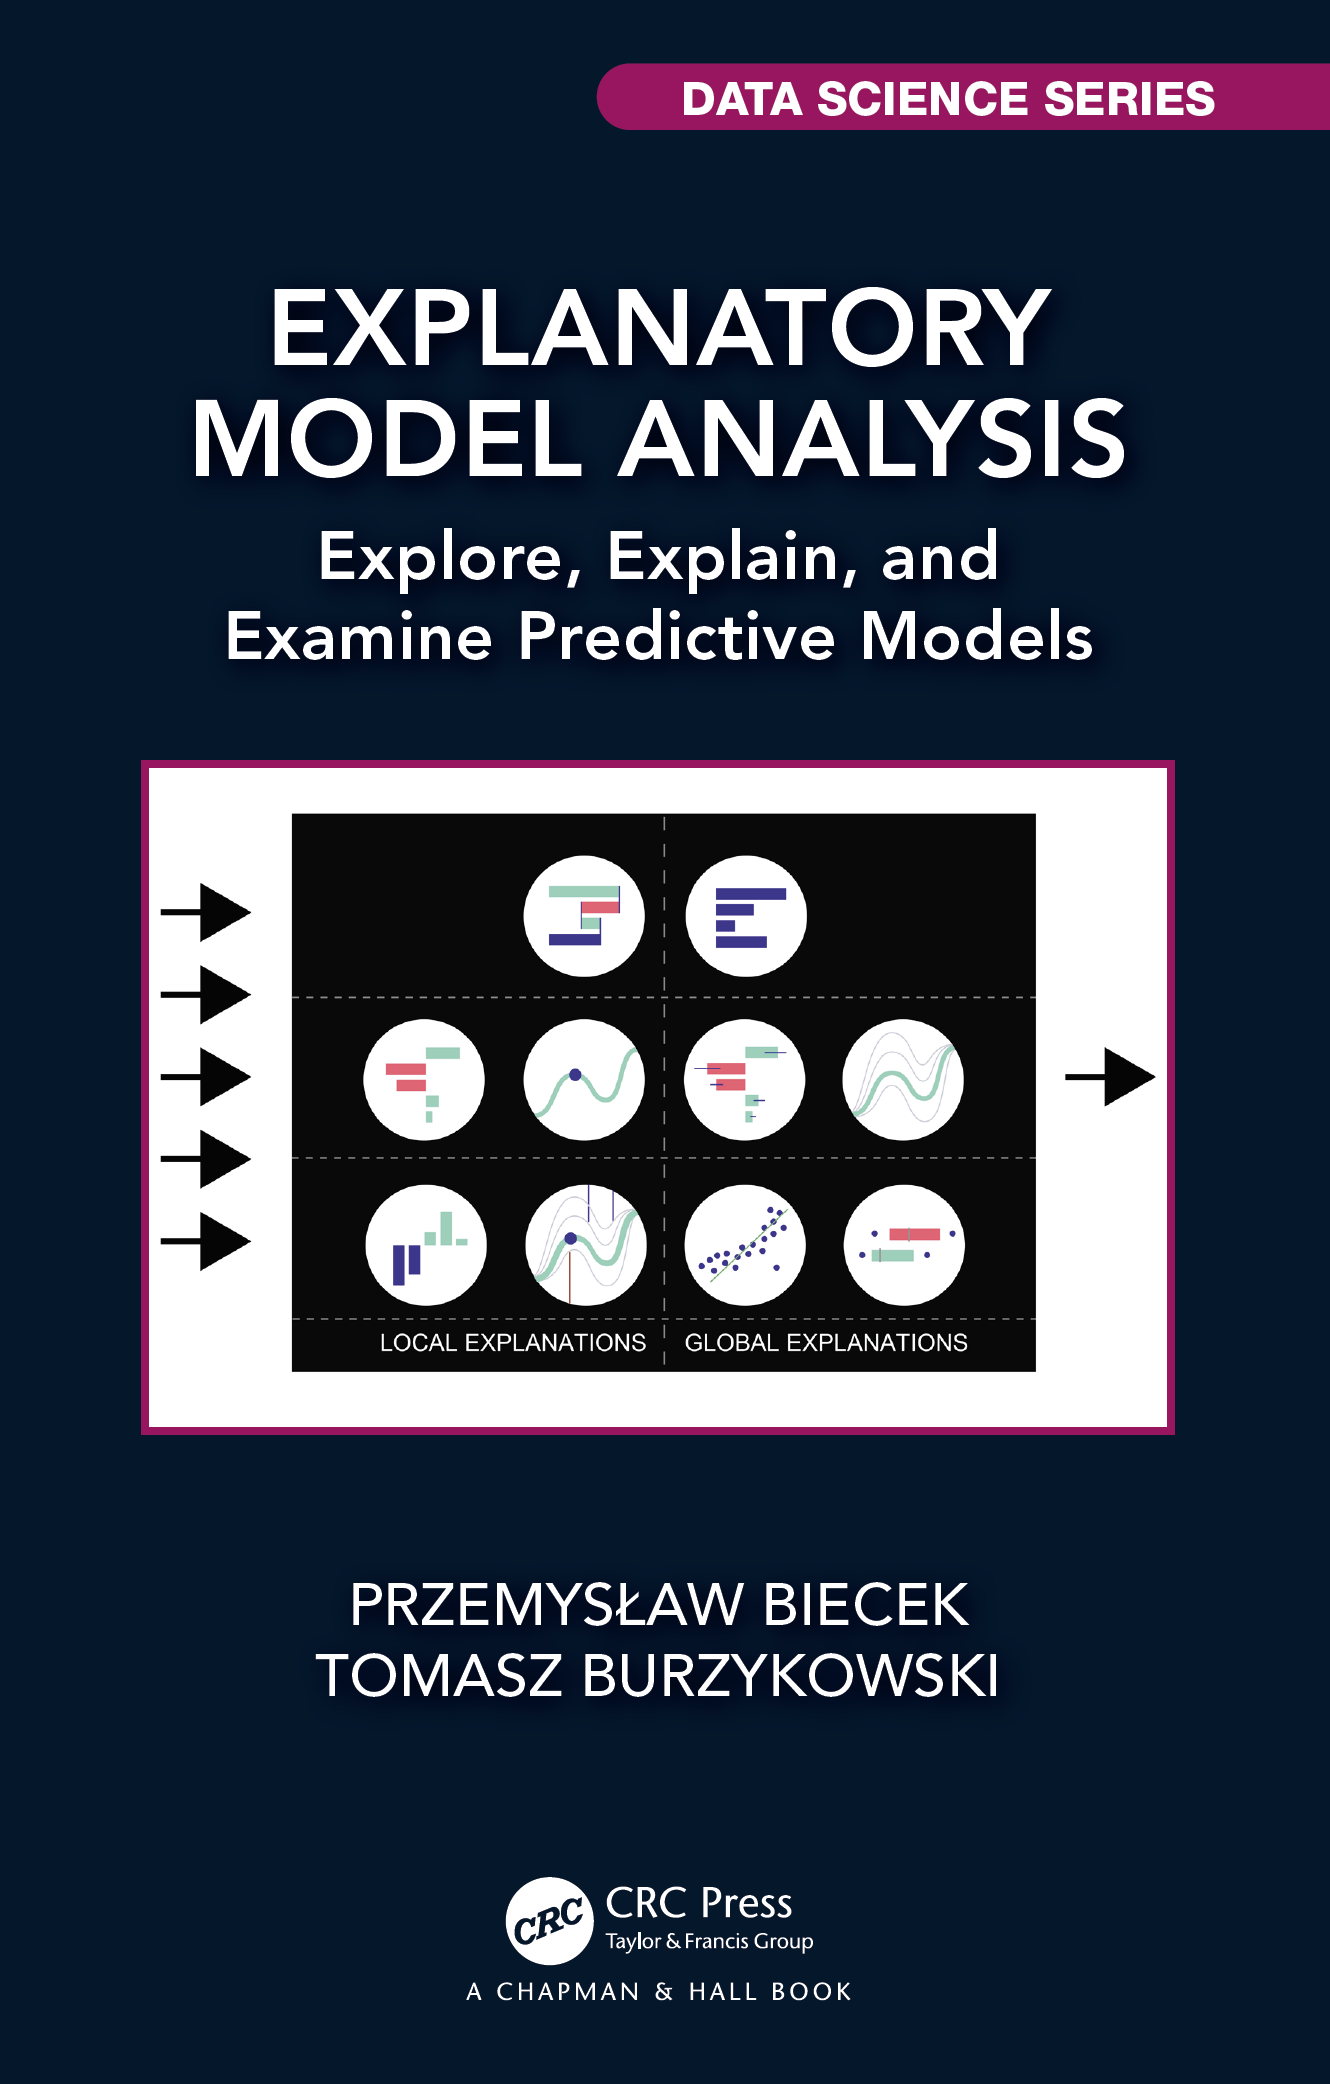 DATA SCIENCE SERIES
EXPLANATORY
MODEL ANALYSIS
Explore, Explain, and
Examine Predictive Models
LOCAL EXPLANATIONS
GLOBAL EXPLANATIONS
PRZEMYSŁAW BIECEK
TOMASZ BURZYKOWSKI
CRC
CRC Press
Taylor & Francis Group
A CHAPMAN & HALL BOOK